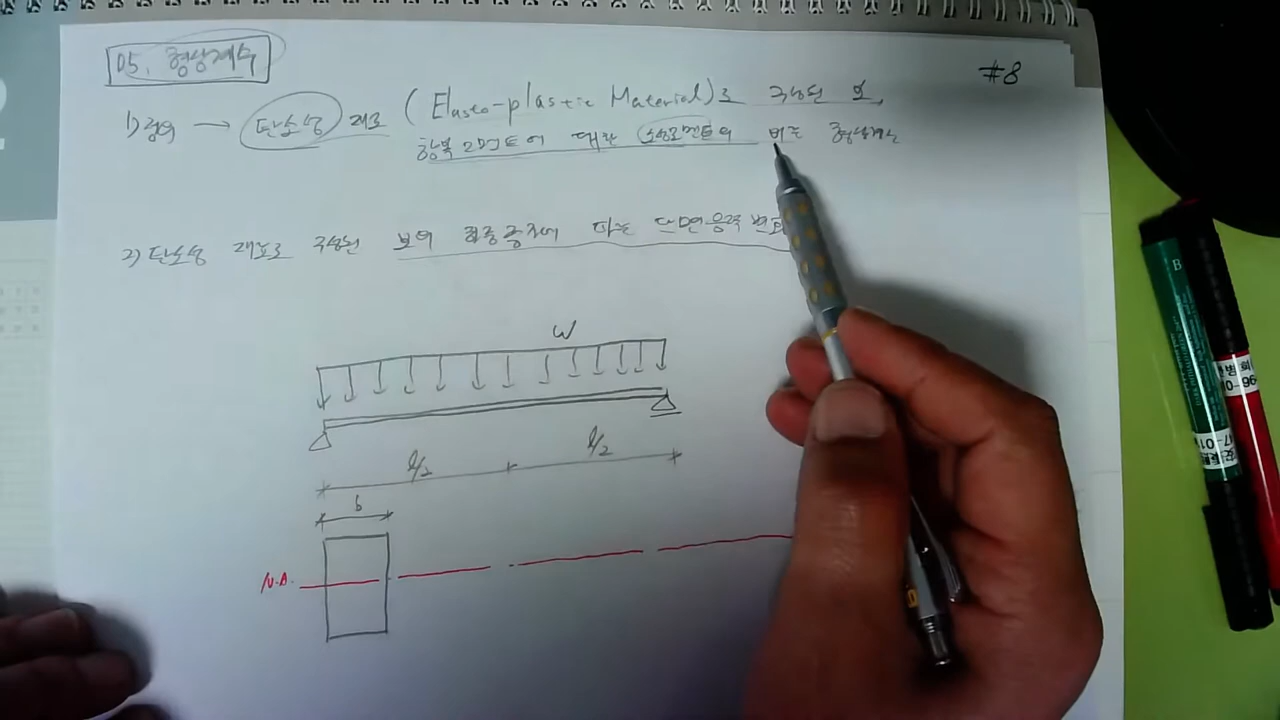 05. 형상계수
#8
1) 정의 → 탄소성 재료 (Elasto-plastic Material)로 구성된 보,
항복모멘트에 대한 소성모멘트의 비는 형상계수
2) 탄소성 재료로 구성된 보의 하중증가에 따른 단면응력 변화
W
l/2
l/2
b
N.A.
B